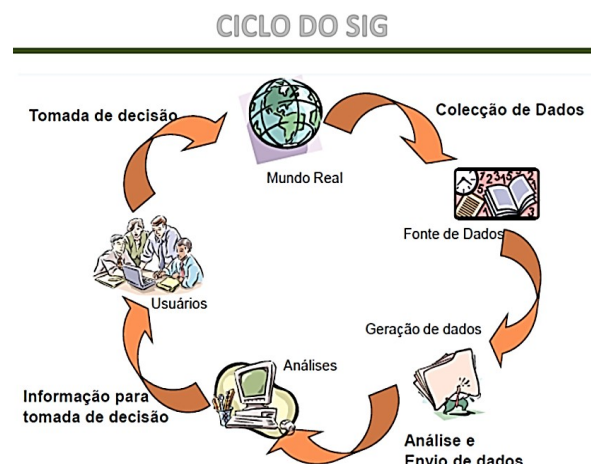 CICLO DO SIG
Tomada de decisão
Colecção de Dados
Mundo Real
Fonte de Dados
Usuários
Geração de dados
Análises
Informação para
tomada de decisão
Análise e
Envio de dados